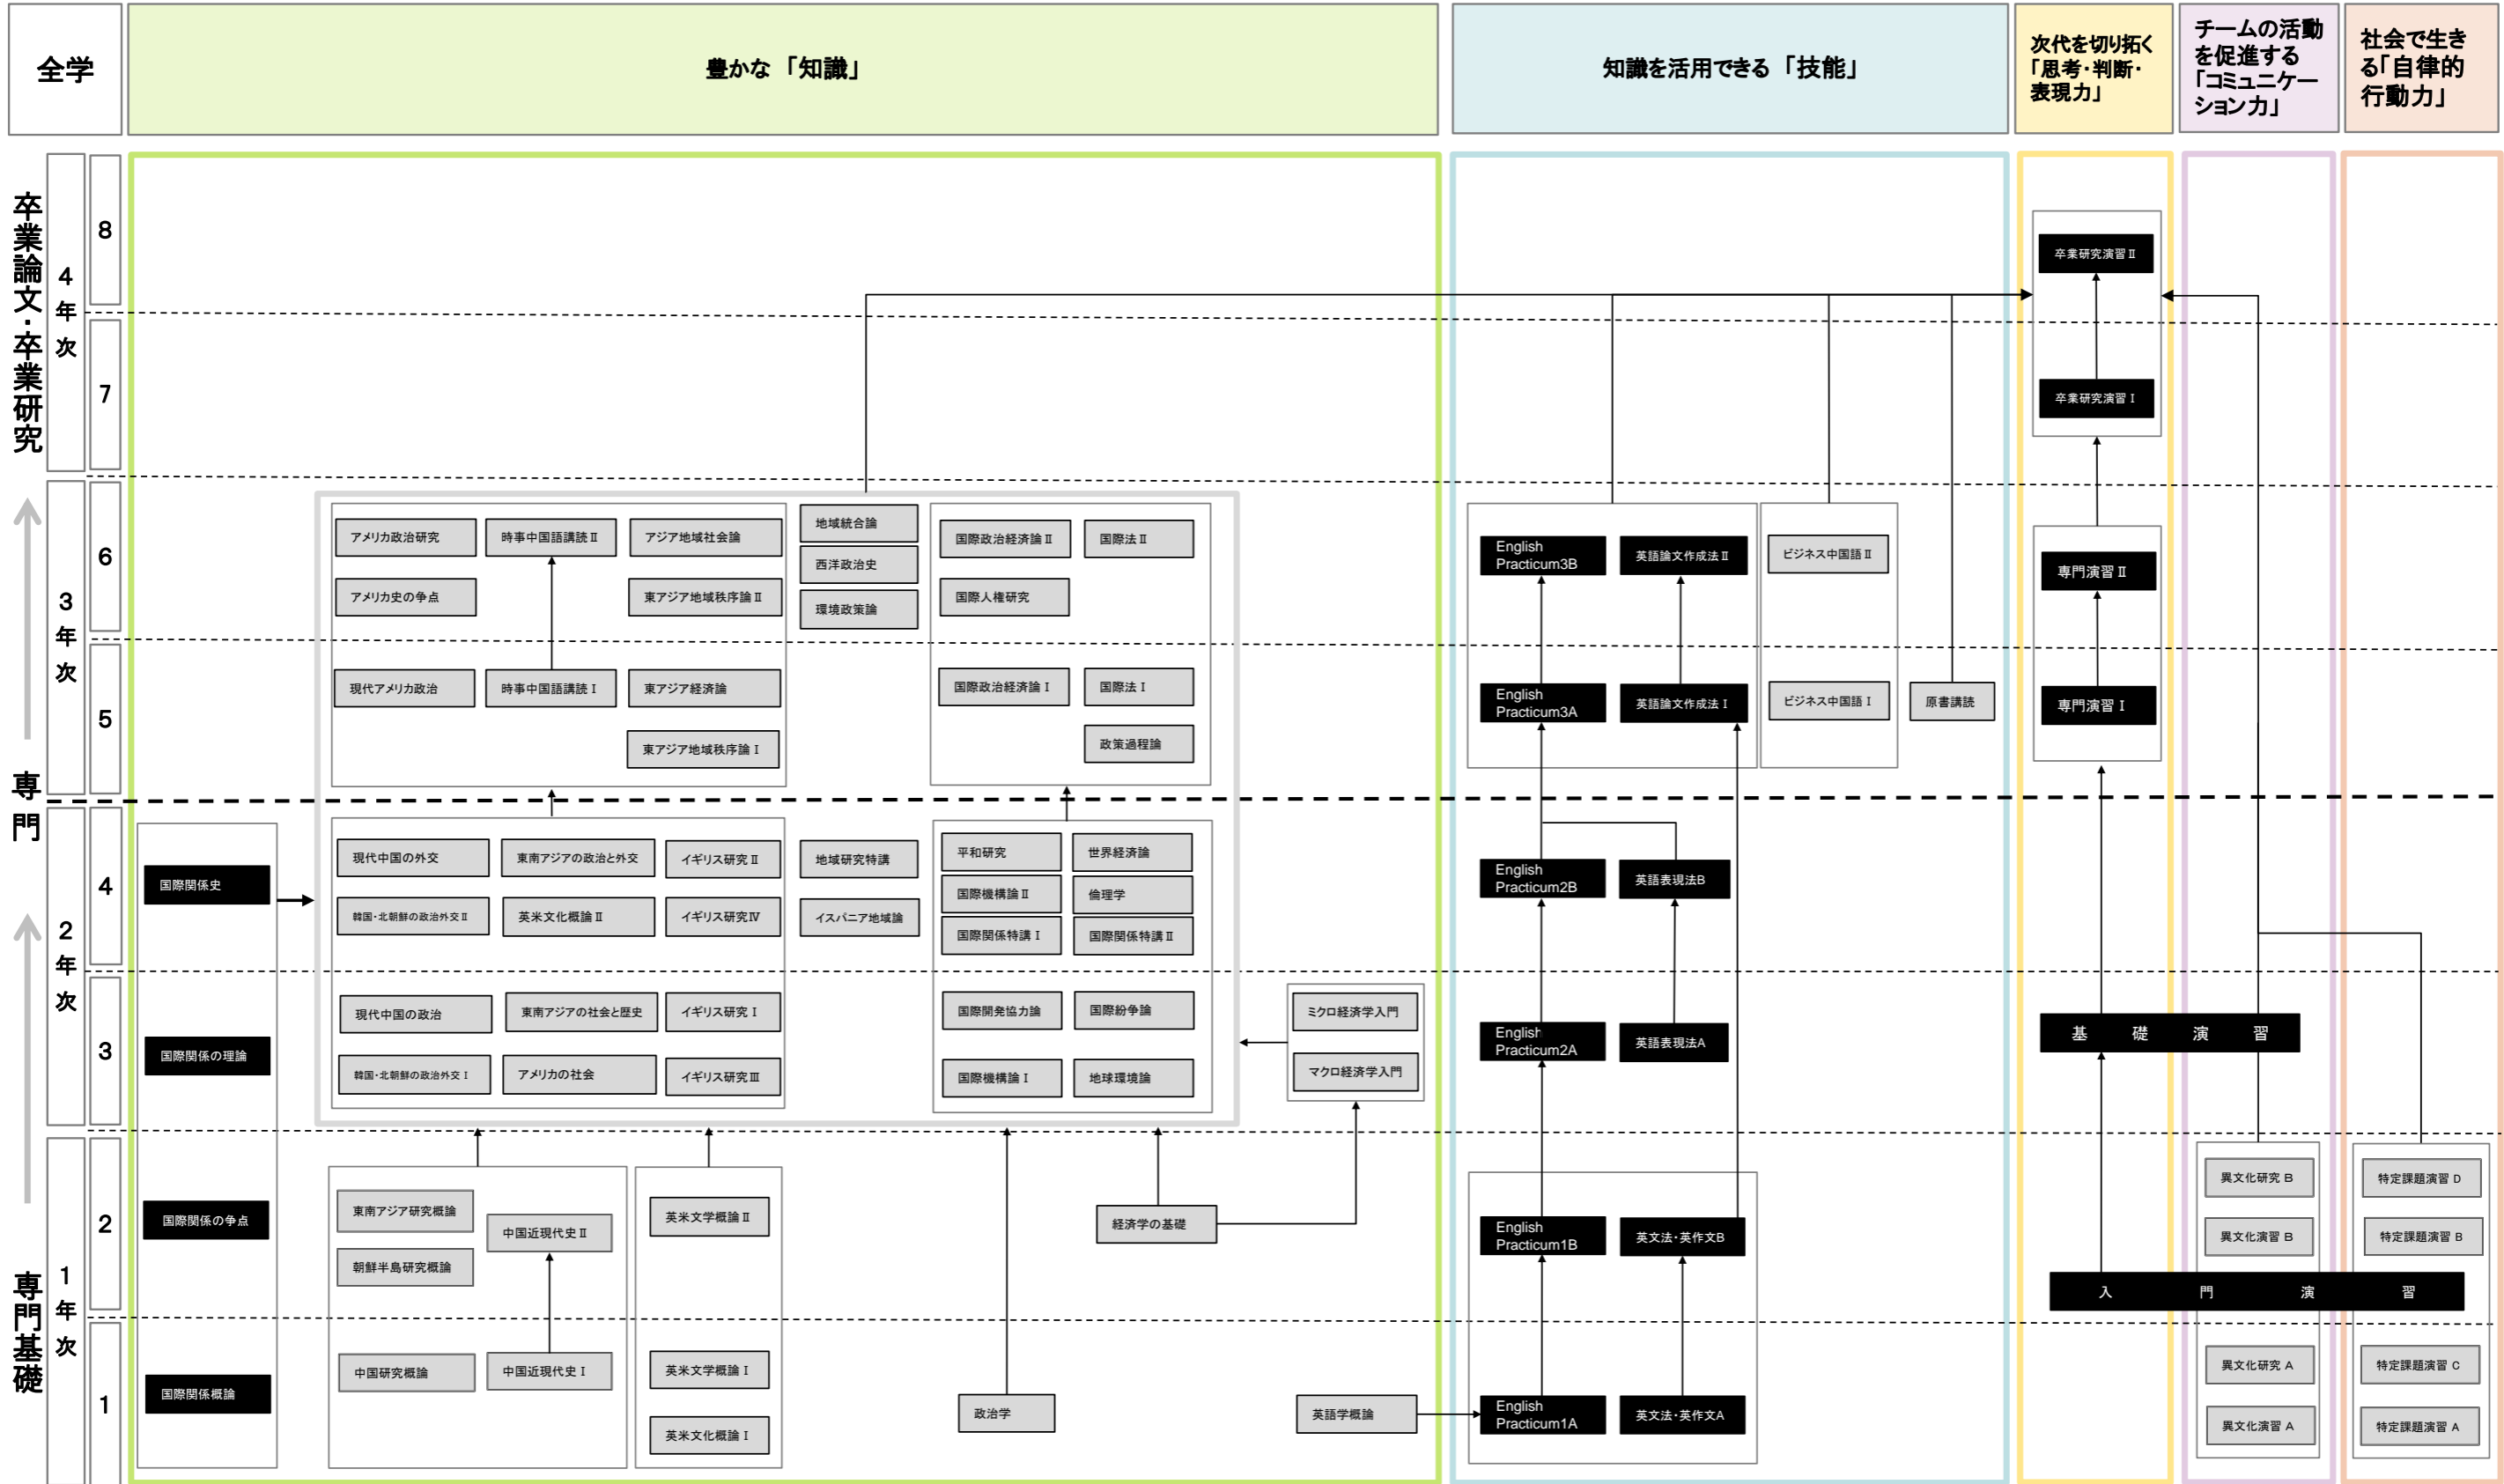 全学
豊かな「知識」
知識を活用できる「技能」
次代を切り拓く
「思考・判断・
表現力」
チームの活動
を促進する
「コミュニケー
ション力」
社会で生き
る「自律的
行動力」
卒業論文・卒業研究
4年次
8
卒業研究演習Ⅱ
7
卒業研究演習Ⅰ
専門
3年次
6
アメリカ政治研究
時事中国語講読Ⅱ
アジア地域社会論
地域統合論
西洋政治史
環境政策論
国際政治経済論Ⅱ
国際法Ⅱ
アメリカ史の争点
東アジア地域秩序論Ⅱ
国際人権研究
English
Practicum3B
英語論文作成法Ⅱ
ビジネス中国語Ⅱ
専門演習Ⅱ
5
現代アメリカ政治
時事中国語講読Ⅰ
東アジア経済論
国際政治経済論Ⅰ
国際法Ⅰ
東アジア地域秩序論Ⅰ
政策過程論
English
Practicum3A
英語論文作成法Ⅰ
ビジネス中国語Ⅰ
原書講読
専門演習Ⅰ
2年次
4
国際関係史
現代中国の外交
東南アジアの政治と外交
イギリス研究Ⅱ
地域研究特講
平和研究
世界経済論
国際機構論Ⅱ
倫理学
韓国・北朝鮮の政治外交Ⅱ
英米文化概論Ⅱ
イギリス研究Ⅳ
イスパニア地域論
国際関係特講Ⅰ
国際関係特講Ⅱ
English
Practicum2B
英語表現法B
3
国際関係の理論
現代中国の政治
東南アジアの社会と歴史
イギリス研究Ⅰ
国際開発協力論
国際紛争論
ミクロ経済学入門
韓国・北朝鮮の政治外交Ⅰ
アメリカの社会
イギリス研究Ⅲ
国際機構論Ⅰ
地球環境論
マクロ経済学入門
English
Practicum2A
英語表現法A
基礎演習
専門基礎
1年次
2
国際関係の争点
東南アジア研究概論
朝鮮半島研究概論
中国近現代史Ⅱ
英米文学概論Ⅱ
経済学の基礎
English
Practicum1B
英文法・英作文B
異文化研究 B
特定課題演習 D
異文化演習 B
特定課題演習 B
入門演習
1
国際関係概論
中国研究概論
中国近現代史Ⅰ
英米文学概論Ⅰ
英米文化概論Ⅰ
政治学
英語学概論
English
Practicum1A
英文法・英作文A
異文化研究 A
特定課題演習 C
異文化演習 A
特定課題演習 A